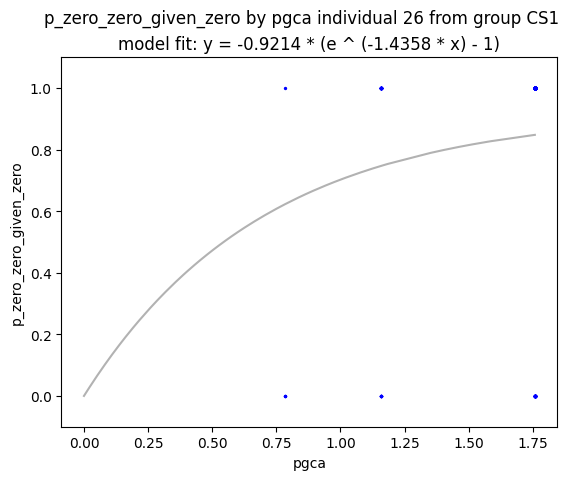 p_zero_zero_given_zero by pgca individual 26 from group CS1
model fit: y = -0.9214 * (e ^ (-1.4358 * x) - 1)
1.0
0.8
0.6
0.4
0.2
0.0
p_zero_zero_given_zero
0.00 0.25 0.50 0.75 1.00 1.25 1.50 1.75
pgca